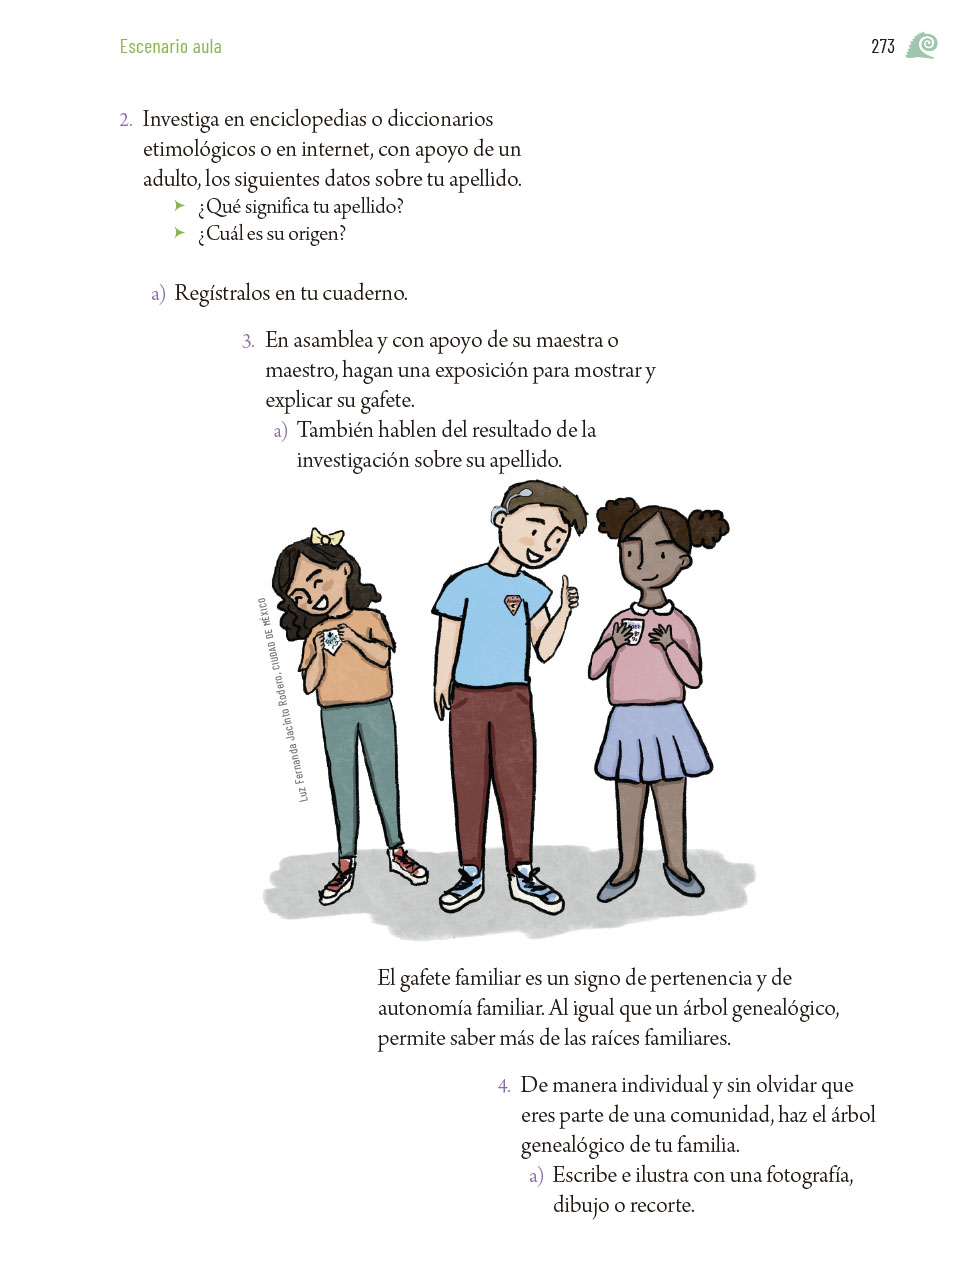 Escenario aula
273
2. Investiga en enciclopedias o diccionarios
etimológicos o en internet, con apoyo de un
adulto, los siguientes datos sobre tu apellido.
➤ ¿Qué significa tu apellido?
➤ ¿Cuál es su origen?
a) Regístralos en tu cuaderno.
3. En asamblea y con apoyo de su maestra o
maestro, hagan una exposición para mostrar y
explicar su gafete.
a) También hablen del resultado de la
investigación sobre su apellido.
Luz Fernanda Jacinto Rodero, CIUDAD DE MÉXICO
El gafete familiar es un signo de pertenencia y de
autonomía familiar. Al igual que un árbol genealógico,
permite saber más de las raíces familiares.
4. De manera individual y sin olvidar que
eres parte de una comunidad, haz el árbol
genealógico de tu familia.
a) Escribe e ilustra con una fotografía,
dibujo o recorte.